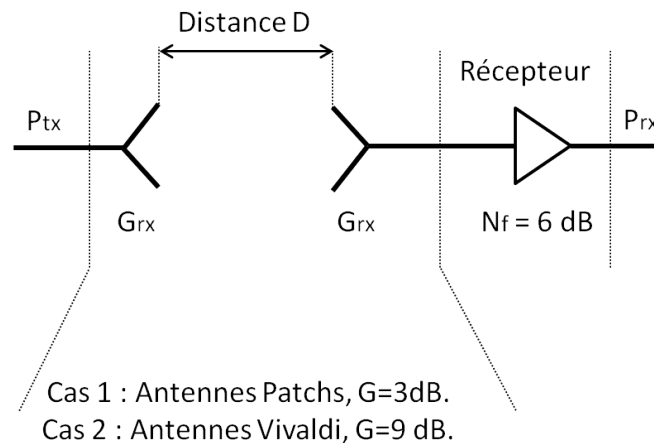 Distance D
Récepteur
Ptx
Prx
Grx
Grx
Nf = 6 dB
Cas 1 : Antennes Patchs, G=3dB.
Cas 2 : Antennes Vivaldi, G=9 dB.